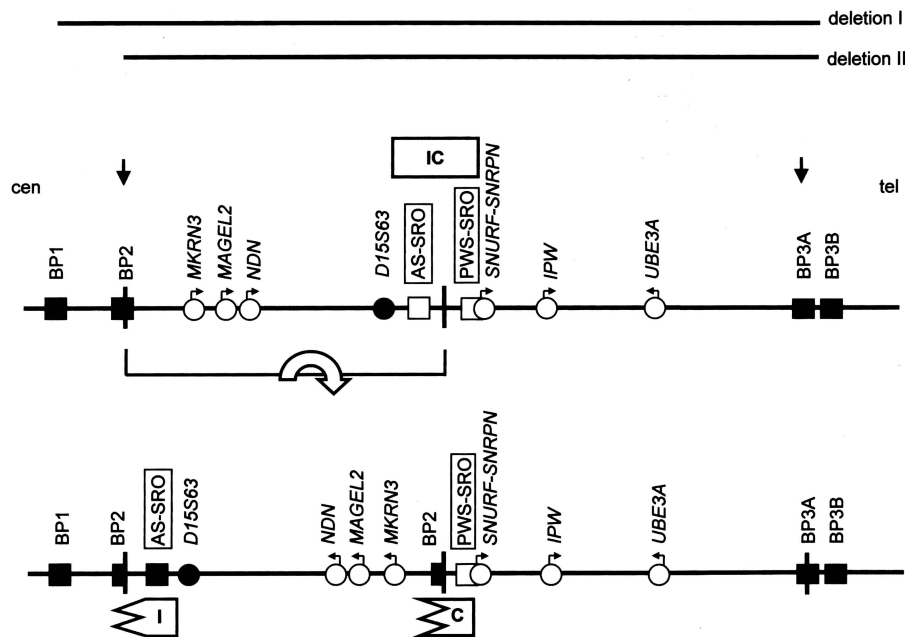 deletion I
deletion II
IC
cen
tel
BP1
BP2
MKRN3
MAGEL2
NDN
D15S63
AS-SRO
PWS-SRO
SNURF-SNRPN
IPW
UBE3A
BP3A
BP3B
BP1
BP2
AS-SRO
D15S63
NDN
MAGEL2
MKRN3
BP2
PWS-SRO
SNURF-SNRPN
IPW
UBE3A
BP3A
BP3B
I
C